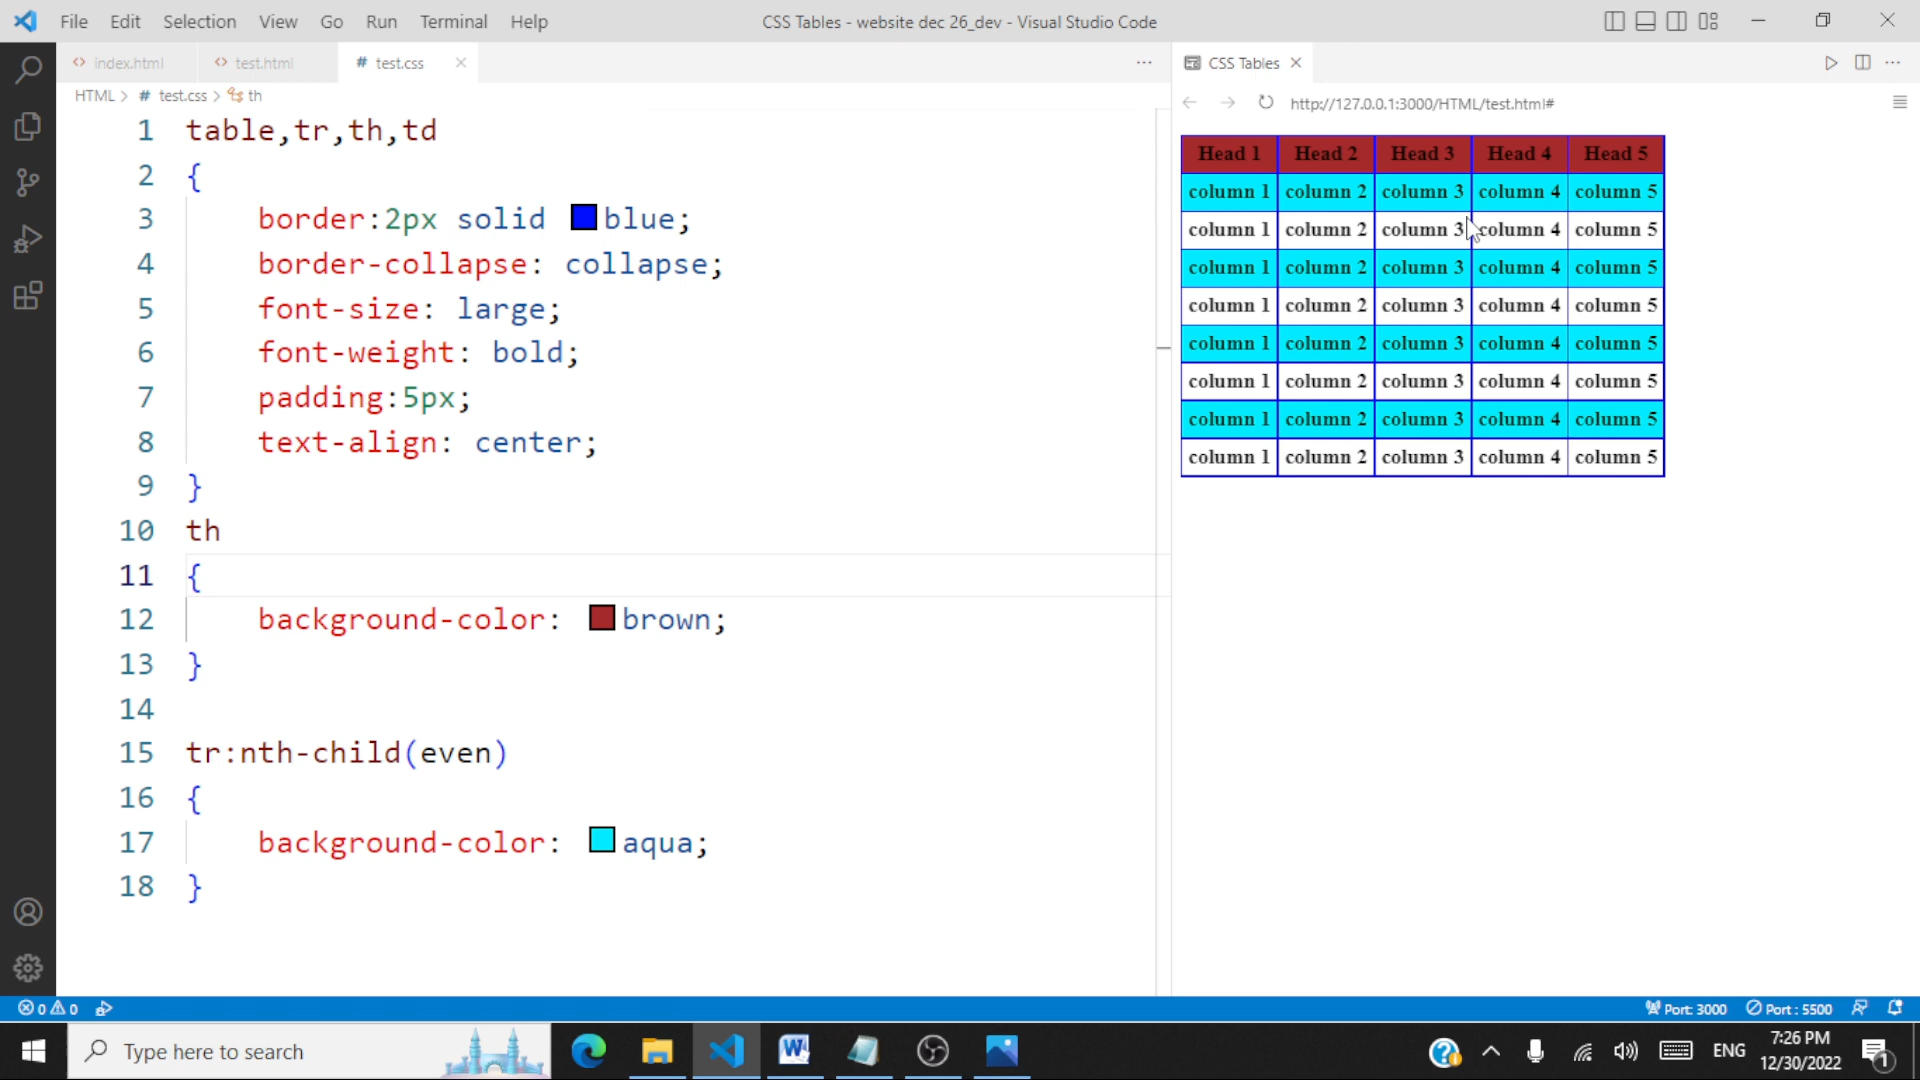 File Edit Selection View Go Run Terminal Help CSS Tables - website dec 26_dev - Visual Studio Code
index.html test.html # test.css CSS Tables
HTML > # test.css > th
http://127.0.0.1:3000/HTML/test.html#
1 table,tr,th,td
2 {
3 border:2px solid blue;
4 border-collapse: collapse;
5 font-size: large;
6 font-weight: bold;
7 padding:5px;
8 text-align: center;
9 }
10 th
11 {
12 background-color: brown;
13 }
14
15 tr:nth-child(even)
16 {
17 background-color: aqua;
18 }
Head 1 Head 2 Head 3 Head 4 Head 5
column 1 column 2 column 3 column 4 column 5
column 1 column 2 column 3 column 4 column 5
column 1 column 2 column 3 column 4 column 5
column 1 column 2 column 3 column 4 column 5
column 1 column 2 column 3 column 4 column 5
column 1 column 2 column 3 column 4 column 5
column 1 column 2 column 3 column 4 column 5
column 1 column 2 column 3 column 4 column 5
0 0 Port: 3000 Port : 5500
Type here to search
ENG
7:26 PM
12/30/2022
1